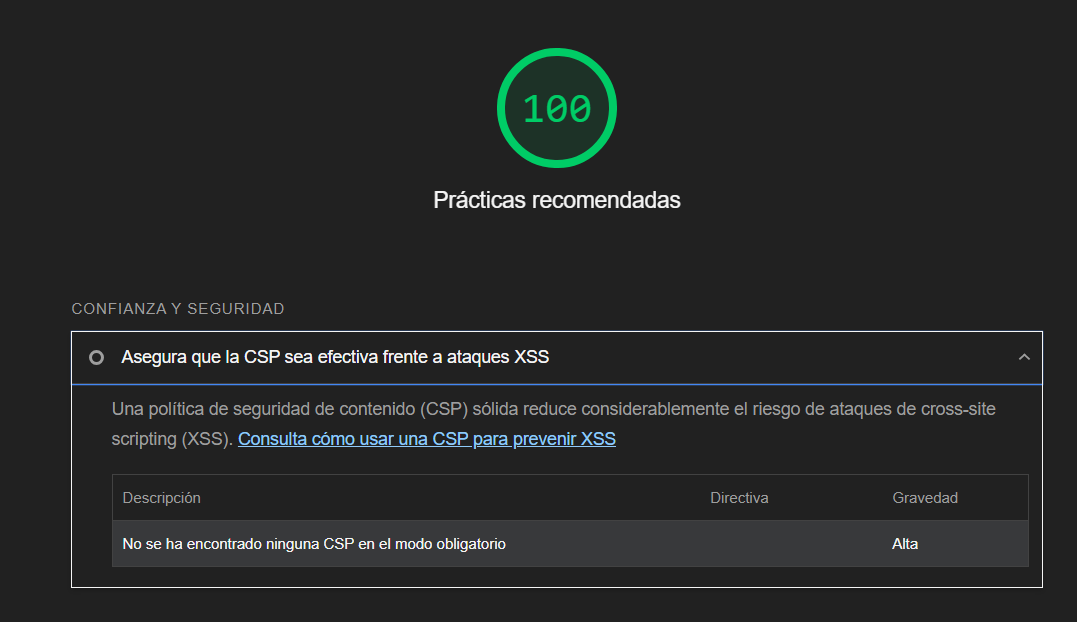 100
Prácticas recomendadas
CONFIANZA Y SEGURIDAD
Asegura que la CSP sea efectiva frente a ataques XSS
Una política de seguridad de contenido (CSP) sólida reduce considerablemente el riesgo de ataques de cross-site
scripting (XSS). Consulta cómo usar una CSP para prevenir XSS
Descripción Directiva Gravedad
No se ha encontrado ninguna CSP en el modo obligatorio Alta